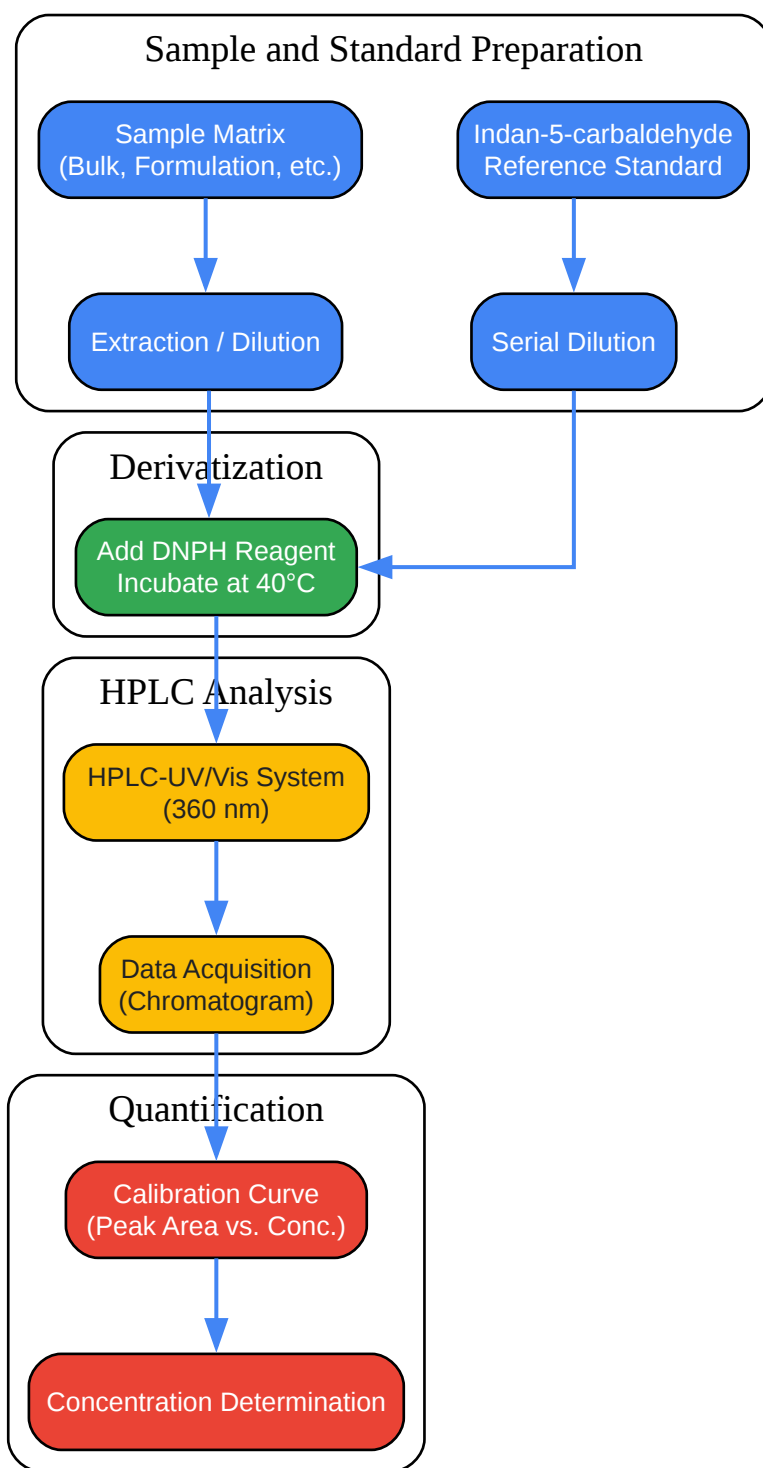 Sample and Standard Preparation
Sample Matrix
(Bulk, Formulation, etc.)
Indan-5-carbaldehyde
Reference Standard
Extraction / Dilution
Serial Dilution
Derivatization
Add DNPH Reagent
Incubate at 40°C
HPLC Analysis
HPLC-UV/Vis System
(360 nm)
Data Acquisition
(Chromatogram)
Quantification
Calibration Curve
(Peak Area vs. Conc.)
Concentration Determination